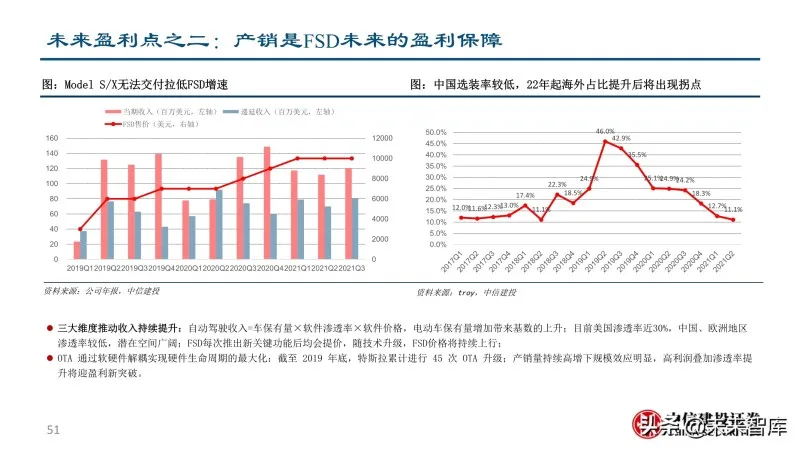 未来盈利点之二：产销是FSD未来的盈利保障
图：Model S/X无法交付拉低FSD增速
图：中国选装率较低，22年起海外占比提升后将出现拐点
当期收入（百万美元，左轴）
递延收入（百万美元，左轴）
FSD售价（美元，右轴）
160
140
120
100
80
60
40
20
0
12000
10000
8000
6000
4000
2000
0
2019Q1 2019Q2 2019Q3 2019Q4 2020Q1 2020Q2 2020Q3 2020Q4 2021Q1 2021Q2 2021Q3
50.0%
45.0%
40.0%
35.0%
30.0%
25.0%
20.0%
15.0%
10.0%
5.0%
0.0%
12.0% 11.6% 12.3% 13.0% 17.4% 11.1% 22.3% 18.5% 24.9% 46.0% 42.9% 35.5% 25.1% 24.9% 24.2% 18.3% 12.7% 11.1%
2017Q1 2017Q2 2017Q3 2017Q4 2018Q1 2018Q2 2018Q3 2018Q4 2019Q1 2019Q2 2019Q3 2019Q4 2020Q1 2020Q2 2020Q3 2020Q4 2021Q1 2021Q2
资料来源：公司年报，中信建投
资料来源：troy，中信建投
三大维度推动收入持续提升：自动驾驶收入=车保有量×软件渗透率×软件价格，电动车保有量增加带来基数的上升；目前美国渗透率近30%，中国、欧洲地区
渗透率较低，潜在空间广阔；FSD每次推出新关键功能后均会提价，随技术升级，FSD价格将持续上行；
OTA 通过软硬件解耦实现硬件生命周期的最大化：截至 2019 年底，特斯拉累计进行 45 次 OTA 升级；产销量持续高增下规模效应明显，高利润叠加渗透率提
升将迎盈利新突破。
51
中信建投证券
头条@未来智库